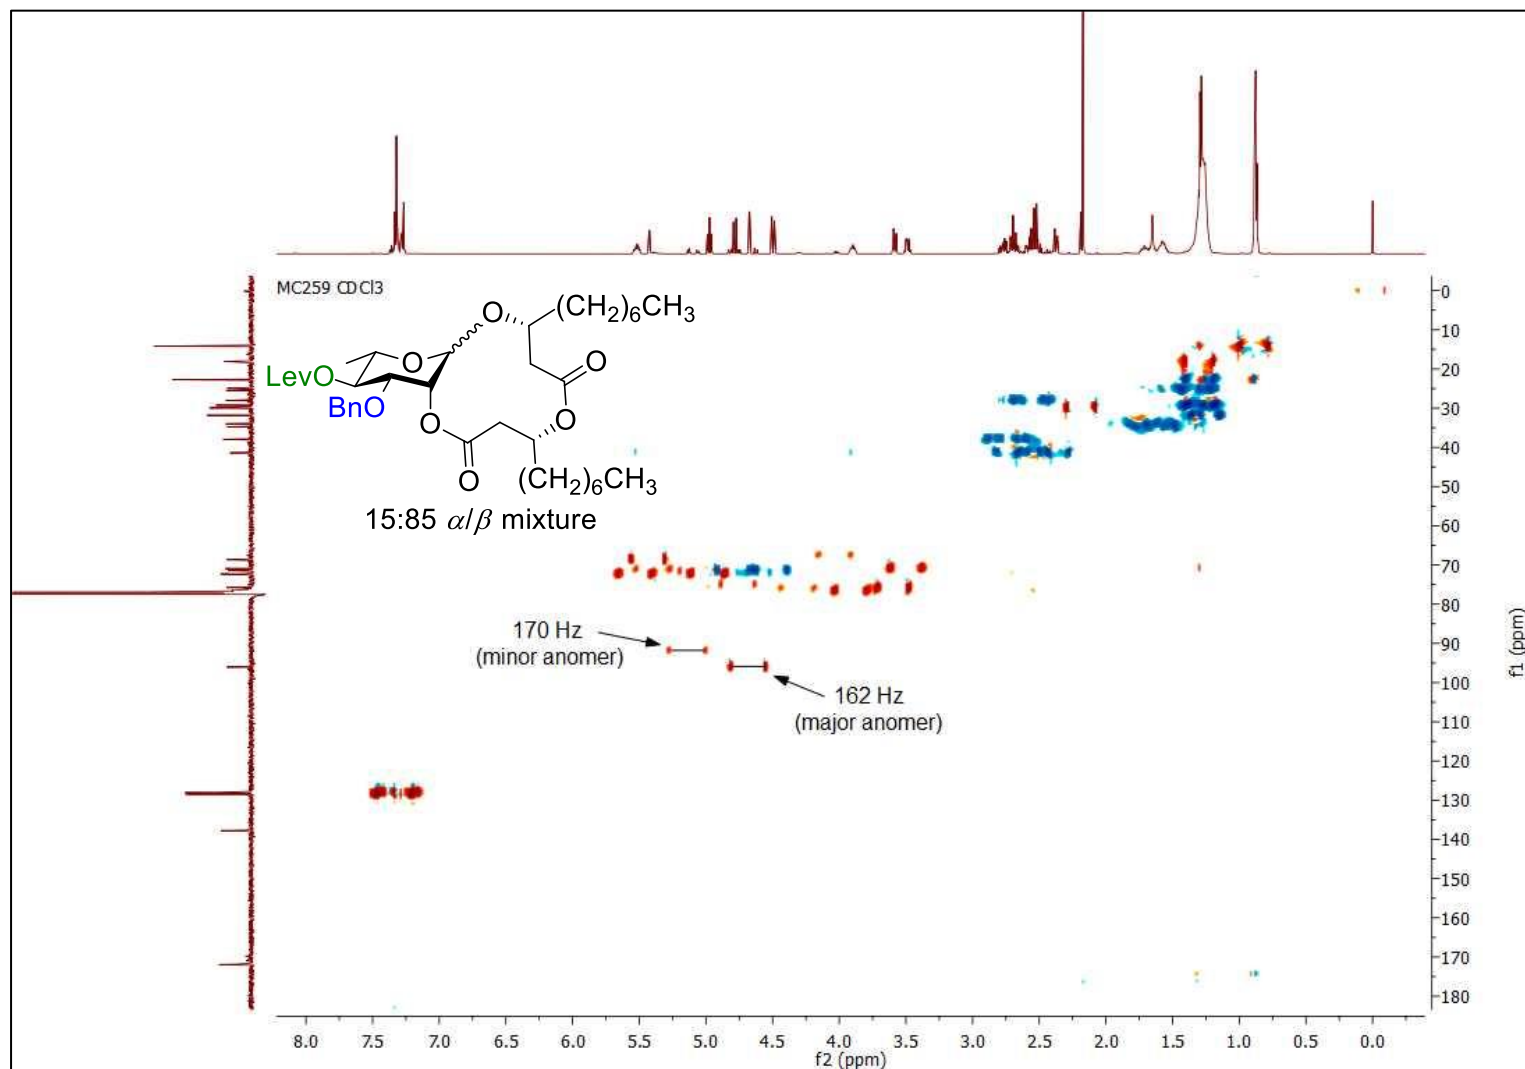 MC259 CDCl3
O
(CH2)6CH3
O
O
LevO
BnO
O
O
O
(CH2)6CH3
15:85 α/β mixture
170 Hz
(minor anomer)
162 Hz
(major anomer)
0
10
20
30
40
50
60
70
80
90
100
110
120
130
140
150
160
170
180
f1 (ppm)
8.0 7.5 7.0 6.5 6.0 5.5 5.0 4.5 4.0 3.5 3.0 2.5 2.0 1.5 1.0 0.5 0.0
f2 (ppm)